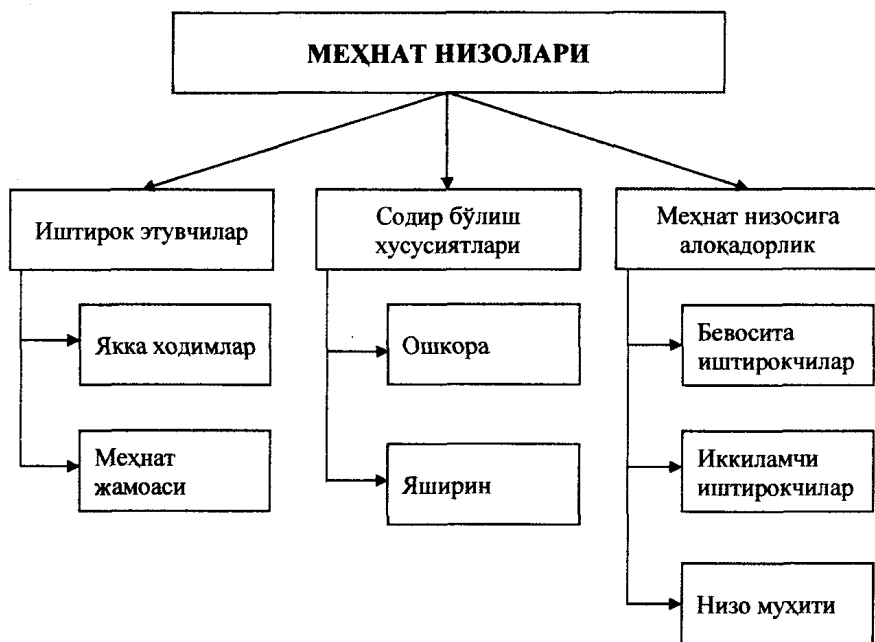 МЕҲНАТ НИЗОЛАРИ
Иштирок этувчилар
Содир бўлиш
хусусиятлари
Меҳнат низосига
алоқадорлик
Якка ходимлар
Меҳнат
жамоаси
Ошкора
Яширин
Бевосита
иштирокчилар
Иккиламчи
иштирокчилар
Низо муҳити